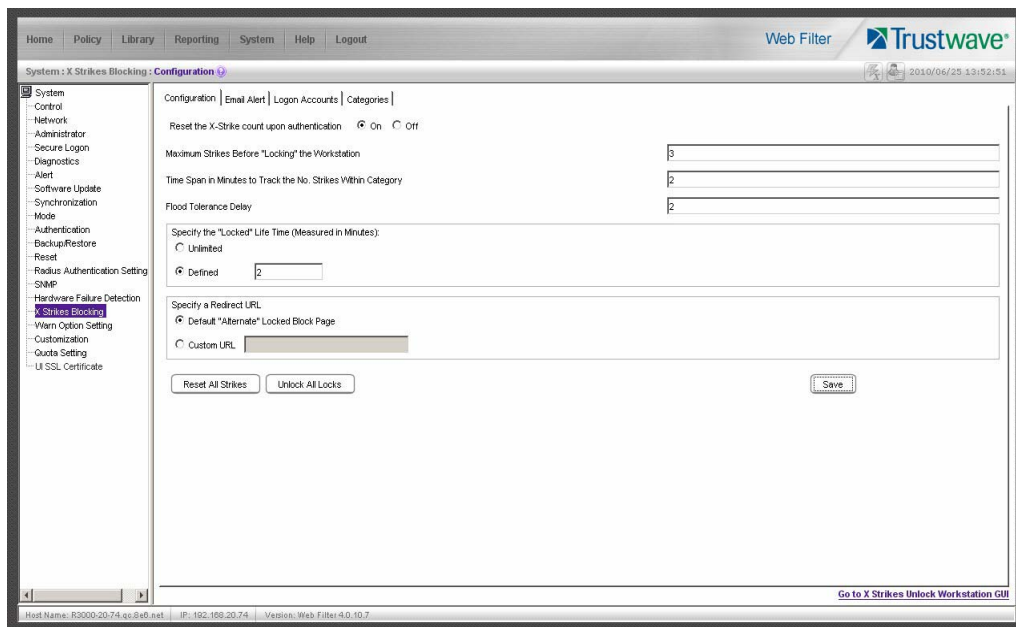 Home Policy Library Reporting System Help Logout
Web Filter
Trustwave®
System : X Strikes Blocking : Configuration
2010/06/25 13:52:51
System
Control
Network
Administrator
Secure Logon
Diagnostics
Alert
Software Update
Synchronization
Mode
Authentication
Backup/Restore
Reset
Radius Authentication Setting
SNMP
Hardware Failure Detection
X Strikes Blocking
Warn Option Setting
Customization
Quota Setting
UI SSL Certificate
Configuration Email Alert Logon Accounts Categories
Reset the X-Strike count upon authentication On Off
Maximum Strikes Before "Locking" the Workstation 3
Time Span in Minutes to Track the No. Strikes Within Category 2
Flood Tolerance Delay 2
Specify the "Locked" Life Time (Measured in Minutes):
Unlimited
Defined 2
Specify a Redirect URL
Default "Alternate" Locked Block Page
Custom URL
Reset All Strikes Unlock All Locks Save
Go to X Strikes Unlock Workstation GUI
Host Name: R3000-20-74.qc.8e6.net IP: 192.168.20.74 Version: Web Filter 4.0.10.7